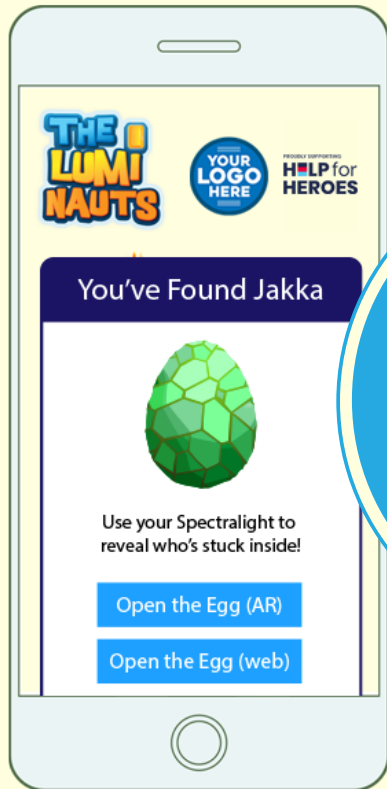 THE
LUMI
NAUTS
YOUR
LOGO
HERE
PROUDLY SUPPORTING
HELP for
HEROES
You've Found Jakka
Use your Spectralight to
reveal who's stuck inside!
Open the Egg (AR)
Open the Egg (web)